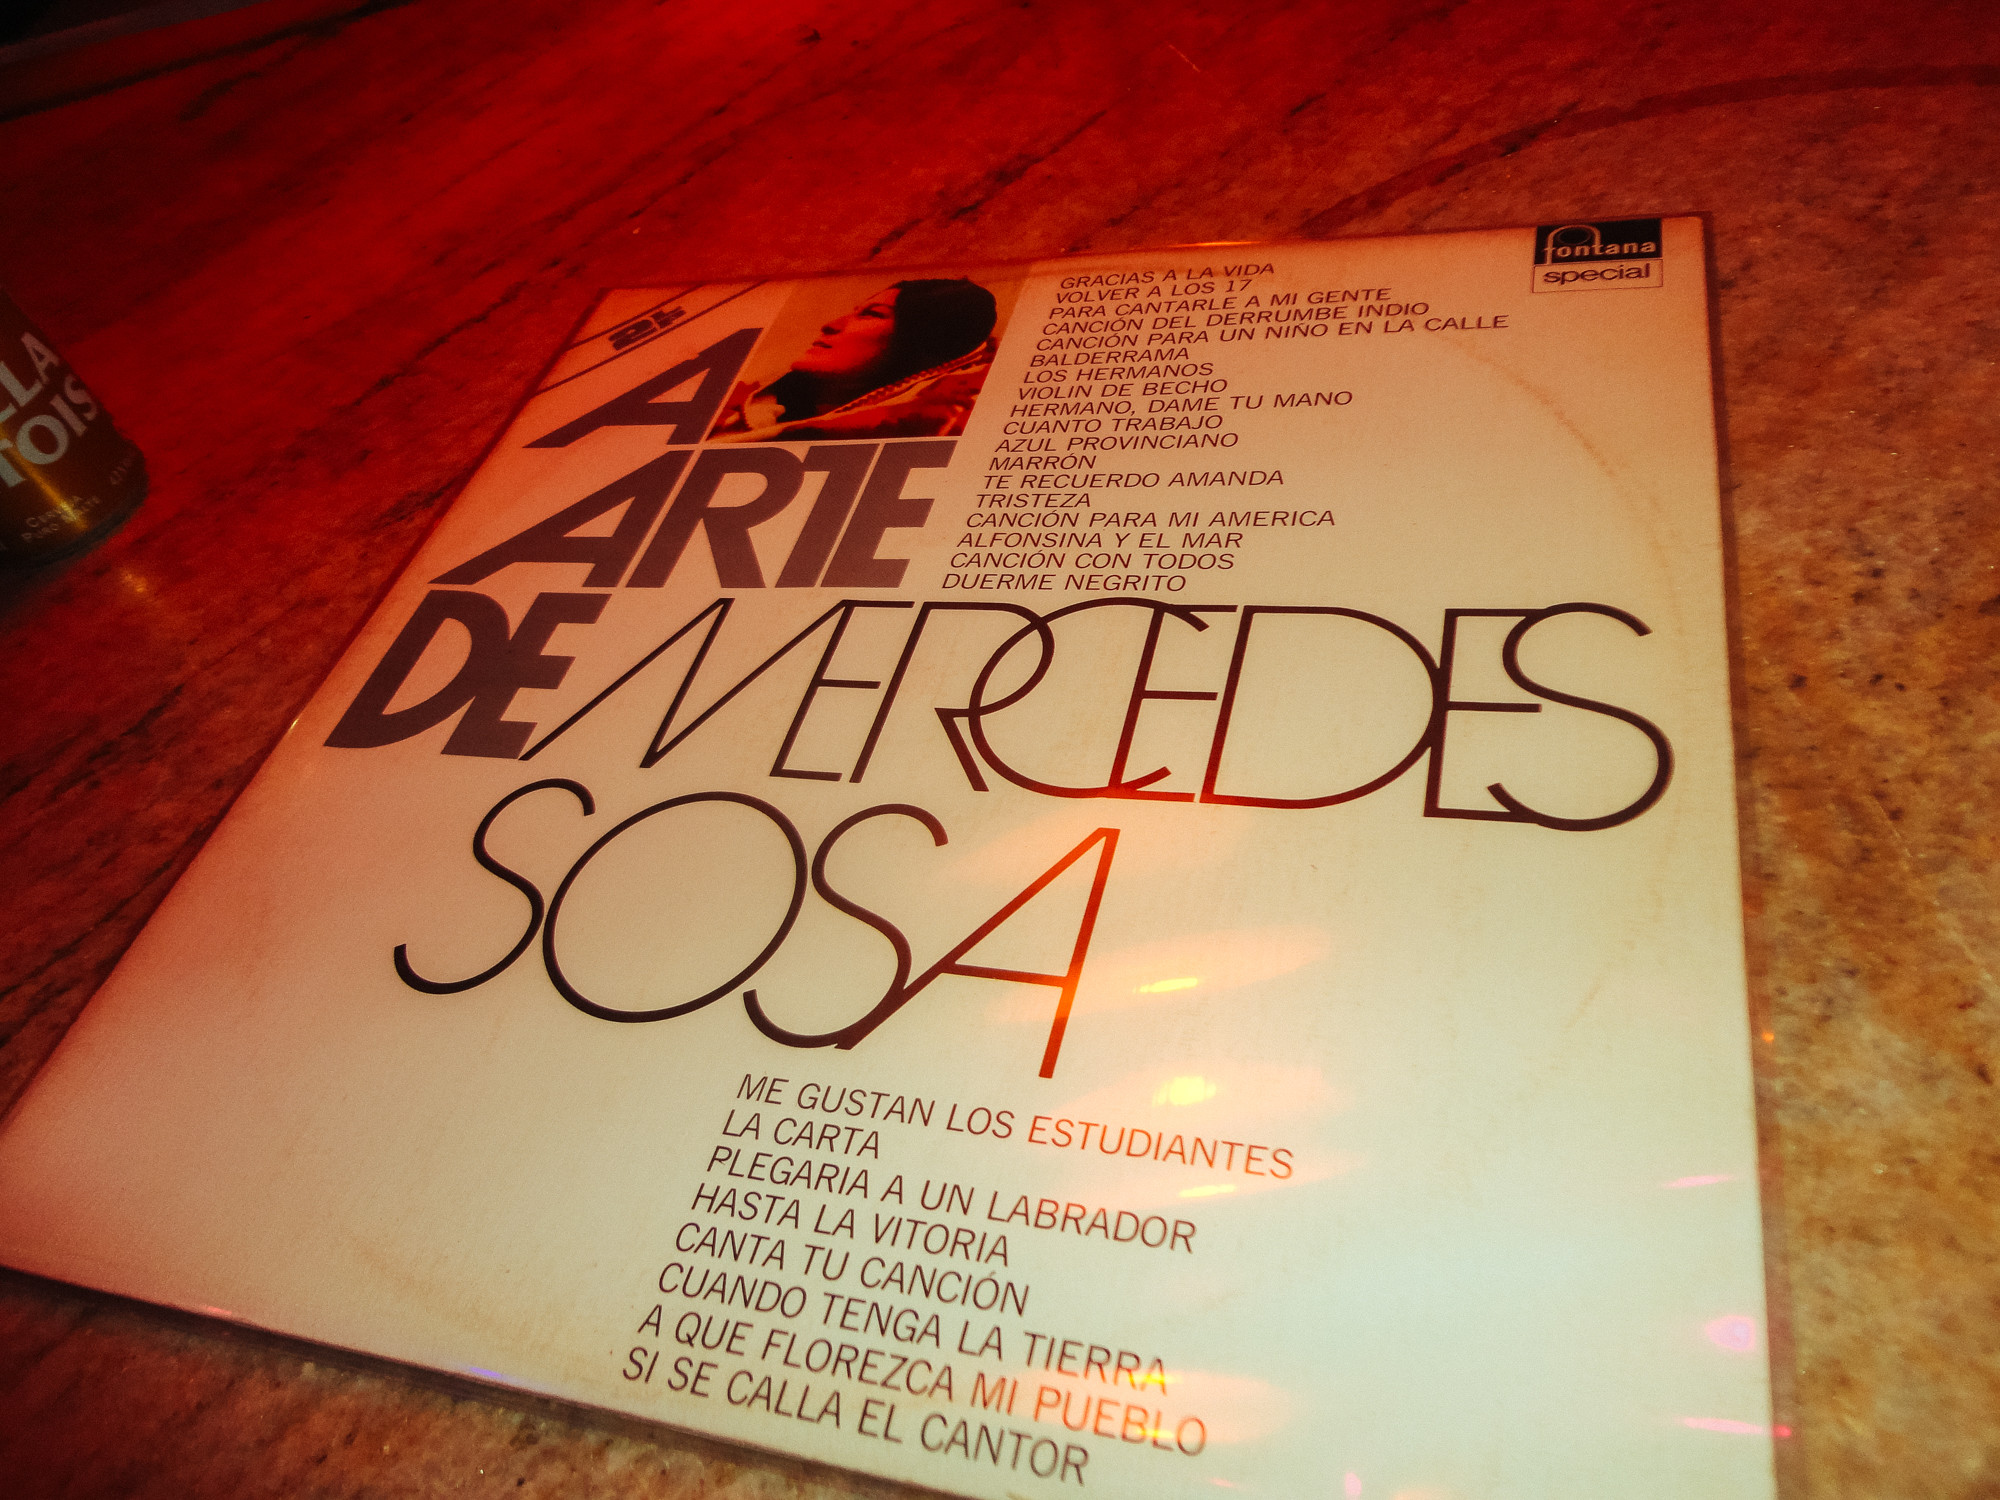 fontana
special
A
ARTE
DE MERCEDES
SOSA
GRACIAS A LA VIDA
VOLVER A LOS 17
PARA CANTARLE A MI GENTE
CANCIÓN DEL DERRUMBE INDIO
CANCIÓN PARA UN NIÑO EN LA CALLE
BALDERRAMA
LOS HERMANOS
VIOLIN DE BECHO
HERMANO, DAME TU MANO
CUANTO TRABAJO
AZUL PROVINCIANO
MARRÓN
TE RECUERDO AMANDA
TRISTEZA
CANCIÓN PARA MI AMERICA
ALFONSINA Y EL MAR
CANCIÓN CON TODOS
DUERME NEGRITO
ME GUSTAN LOS ESTUDIANTES
LA CARTA
PLEGARIA A UN LABRADOR
HASTA LA VITORIA
CANTA TU CANCIÓN
CUANDO TENGA LA TIERRA
A QUE FLOREZCA MI PUEBLO
SI SE CALLA EL CANTOR